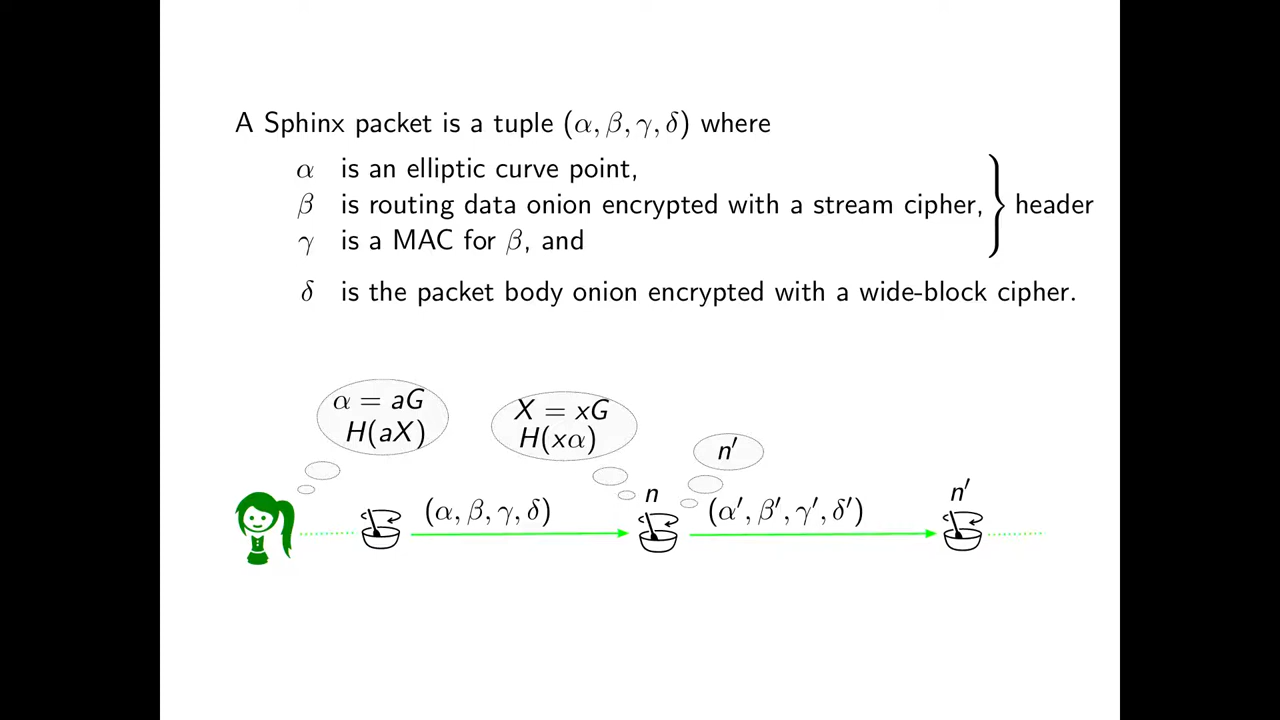 A Sphinx packet is a tuple (α, β, γ, δ) where
α is an elliptic curve point,
β is routing data onion encrypted with a stream cipher,
γ is a MAC for β, and
header
δ is the packet body onion encrypted with a wide-block cipher.
α = aG
H(aX)
X = xG
H(xα)
n′
n
n′
(α, β, γ, δ)
(α′, β′, γ′, δ′)